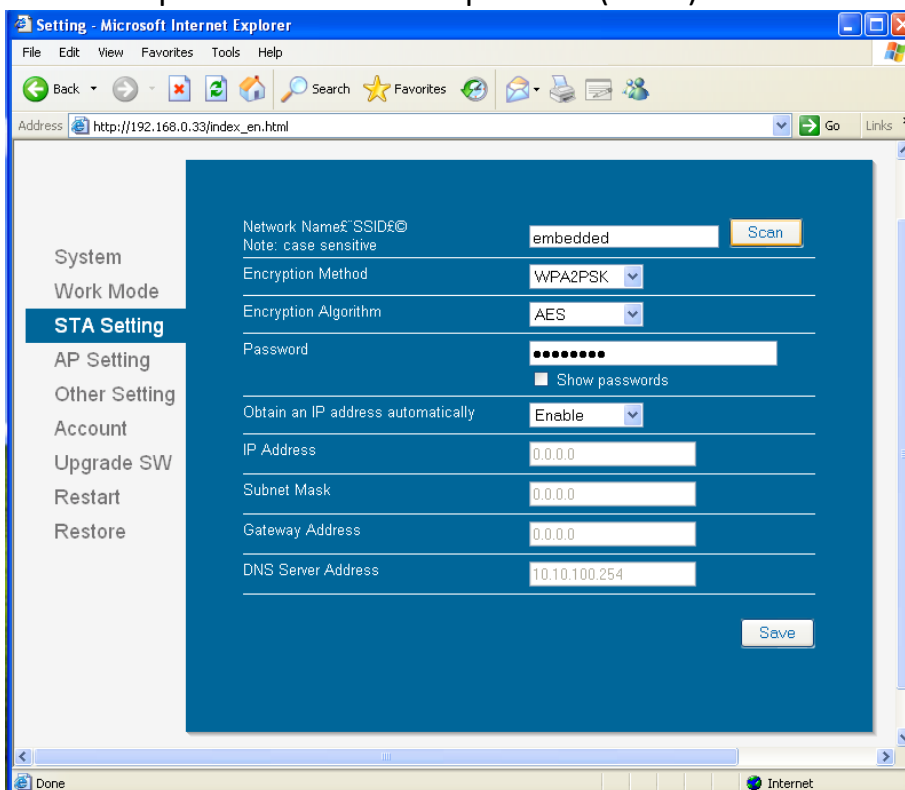 Setting - Microsoft Internet Explorer
File Edit View Favorites Tools Help
Back Search Favorites
Address http://192.168.0.33/index_en.html Go Links
System
Work Mode
STA Setting
AP Setting
Other Setting
Account
Upgrade SW
Restart
Restore
Network Name£¨SSID£©
Note: case sensitive
embedded Scan
Encryption Method WPA2PSK
Encryption Algorithm AES
Password ●●●●●●●●
Show passwords
Obtain an IP address automatically Enable
IP Address 0.0.0.0
Subnet Mask 0.0.0.0
Gateway Address 0.0.0.0
DNS Server Address 10.10.100.254
Save
Done Internet